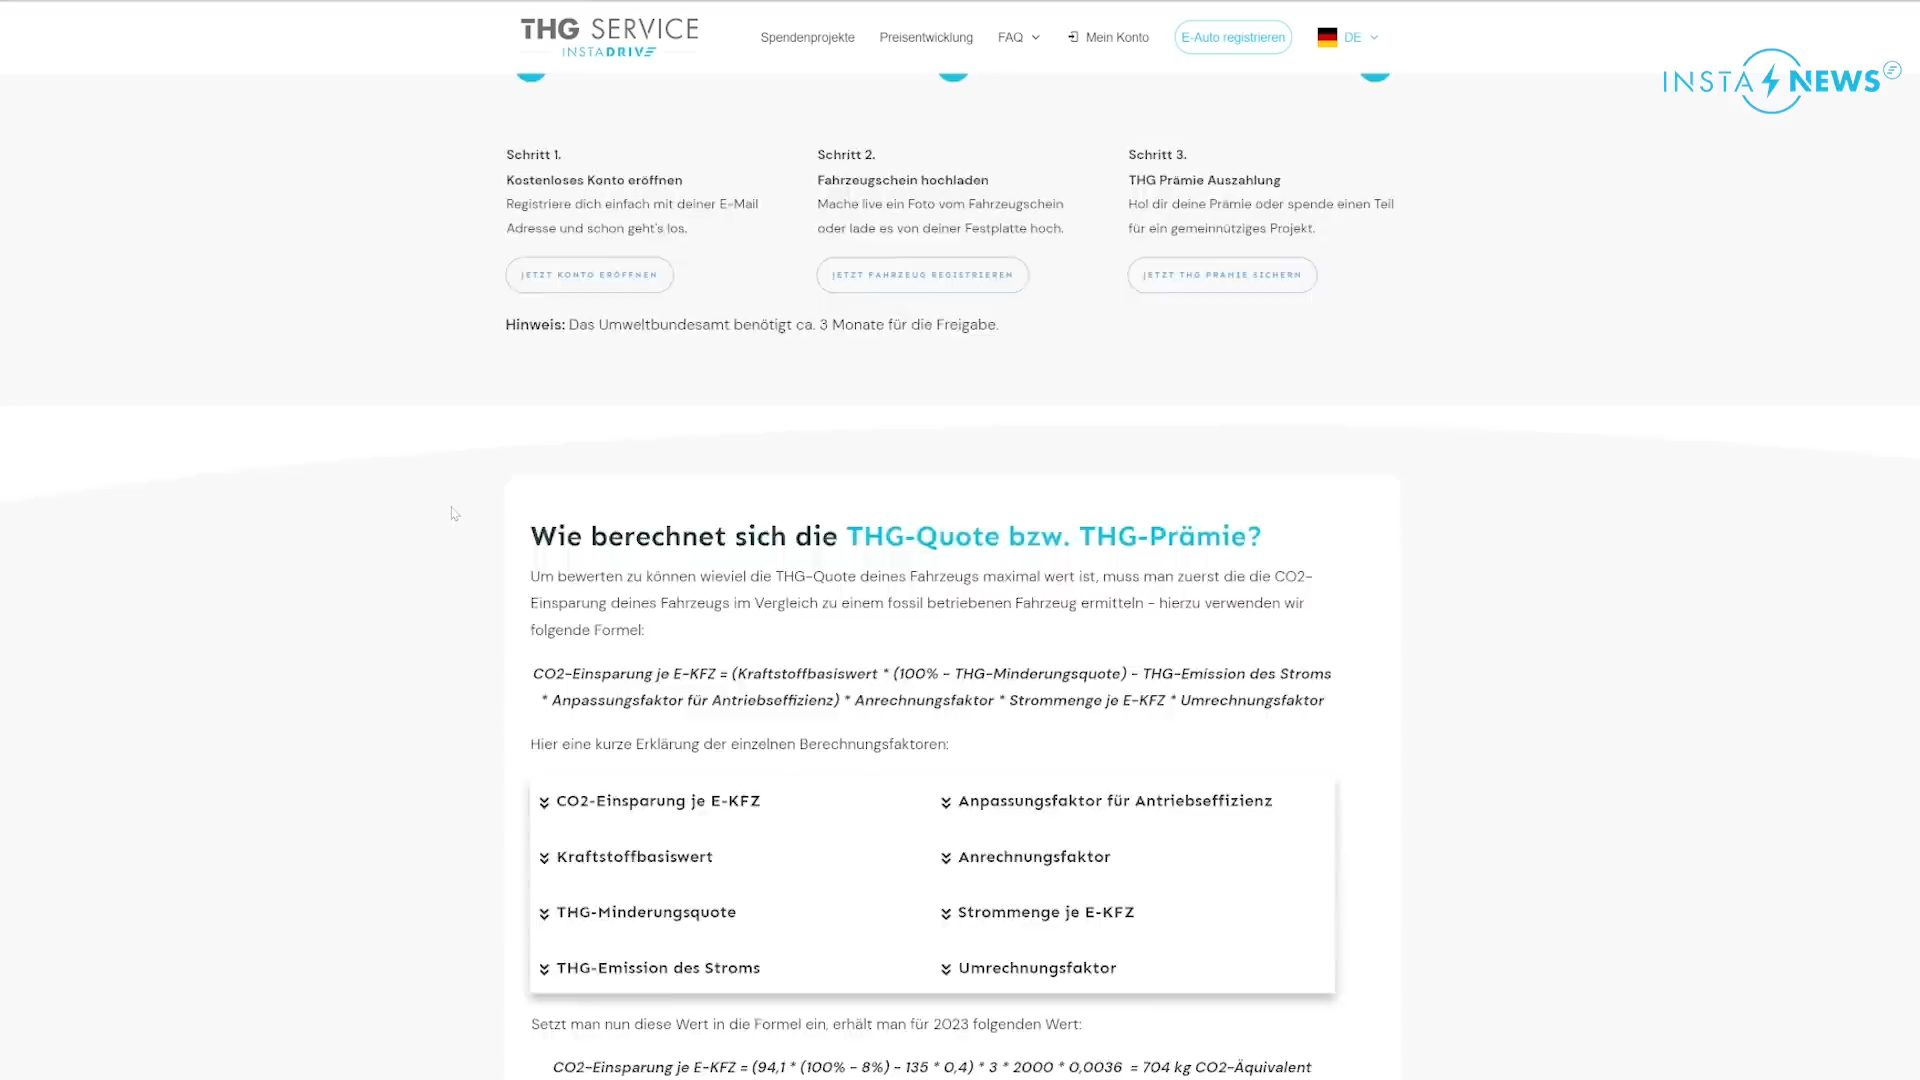 THG SERVICE
INSTADRIVE
Spendenprojekte
Preisentwicklung
FAQ
Mein Konto
E-Auto registrieren
DE
INSTA NEWS
Schritt 1.
Kostenloses Konto eröffnen
Registriere dich einfach mit deiner E-Mail
Adresse und schon geht's los.
JETZT KONTO ERÖFFNEN
Schritt 2.
Fahrzeugschein hochladen
Mache live ein Foto vom Fahrzeugschein
oder lade es von deiner Festplatte hoch.
JETZT FAHRZEUG REGISTRIEREN
Schritt 3.
THG Prämie Auszahlung
Hol dir deine Prämie oder spende einen Teil
für ein gemeinnütziges Projekt.
JETZT THG PRÄMIE SICHERN
Hinweis: Das Umweltbundesamt benötigt ca. 3 Monate für die Freigabe.
Wie berechnet sich die THG-Quote bzw. THG-Prämie?
Um bewerten zu können wieviel die THG-Quote deines Fahrzeugs maximal wert ist, muss man zuerst die die CO2-
Einsparung deines Fahrzeugs im Vergleich zu einem fossil betriebenen Fahrzeug ermitteln - hierzu verwenden wir
folgende Formel:
CO2-Einsparung je E-KFZ = (Kraftstoffbasiswert * (100% - THG-Minderungsquote) - THG-Emission des Stroms
* Anpassungsfaktor für Antriebseffizienz) * Anrechnungsfaktor * Strommenge je E-KFZ * Umrechnungsfaktor
Hier eine kurze Erklärung der einzelnen Berechnungsfaktoren:
CO2-Einsparung je E-KFZ
Anpassungsfaktor für Antriebseffizienz
Kraftstoffbasiswert
Anrechnungsfaktor
THG-Minderungsquote
Strommenge je E-KFZ
THG-Emission des Stroms
Umrechnungsfaktor
Setzt man nun diese Wert in die Formel ein, erhält man für 2023 folgenden Wert:
CO2-Einsparung je E-KFZ = (94,1 * (100% - 8%) - 135 * 0,4) * 3 * 2000 * 0,0036 = 704 kg CO2-Äquivalent